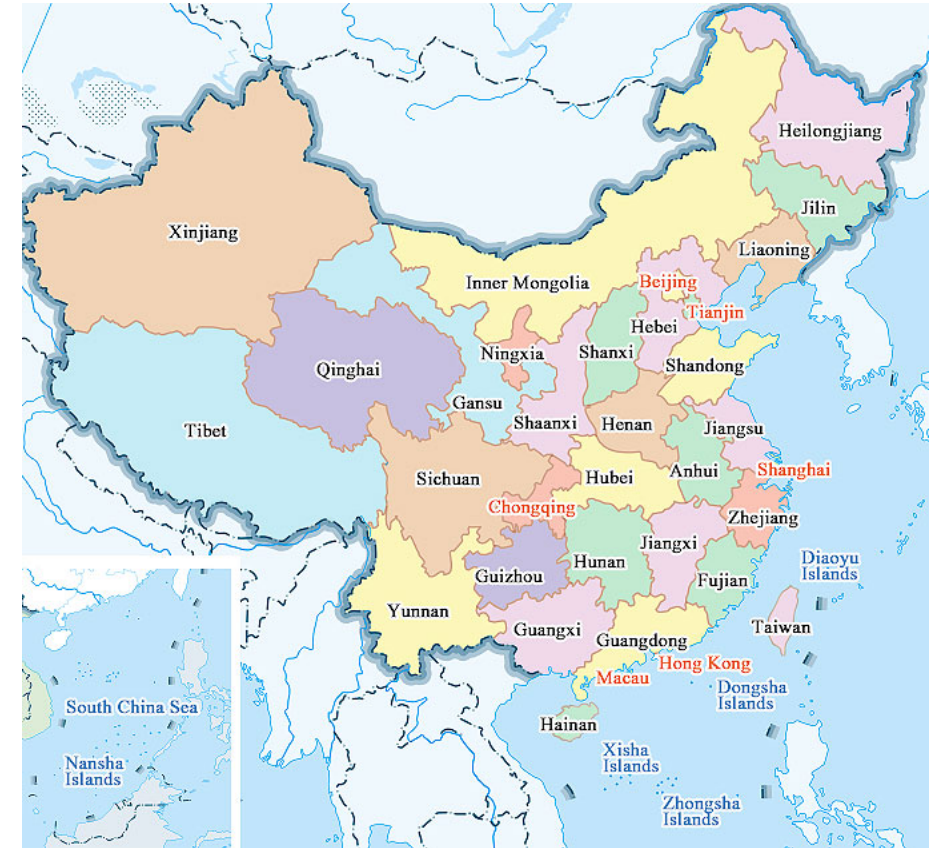 Heilongjiang
Jilin
Xinjiang
Liaoning
Inner Mongolia
Beijing
Tianjin
Hebei
Ningxia
Shanxi
Shandong
Qinghai
Gansu
Shaanxi
Henan
Jiangsu
Tibet
Sichuan
Hubei
Anhui
Shanghai
Chongqing
Zhejiang
Jiangxi
Hunan
Diaoyu
Islands
Guizhou
Fujian
Yunnan
Guangxi
Guangdong
Taiwan
Hong Kong
Macau
Dongsha
Islands
South China Sea
Hainan
Xisha
Islands
Nansha
Islands
Zhongsha
Islands